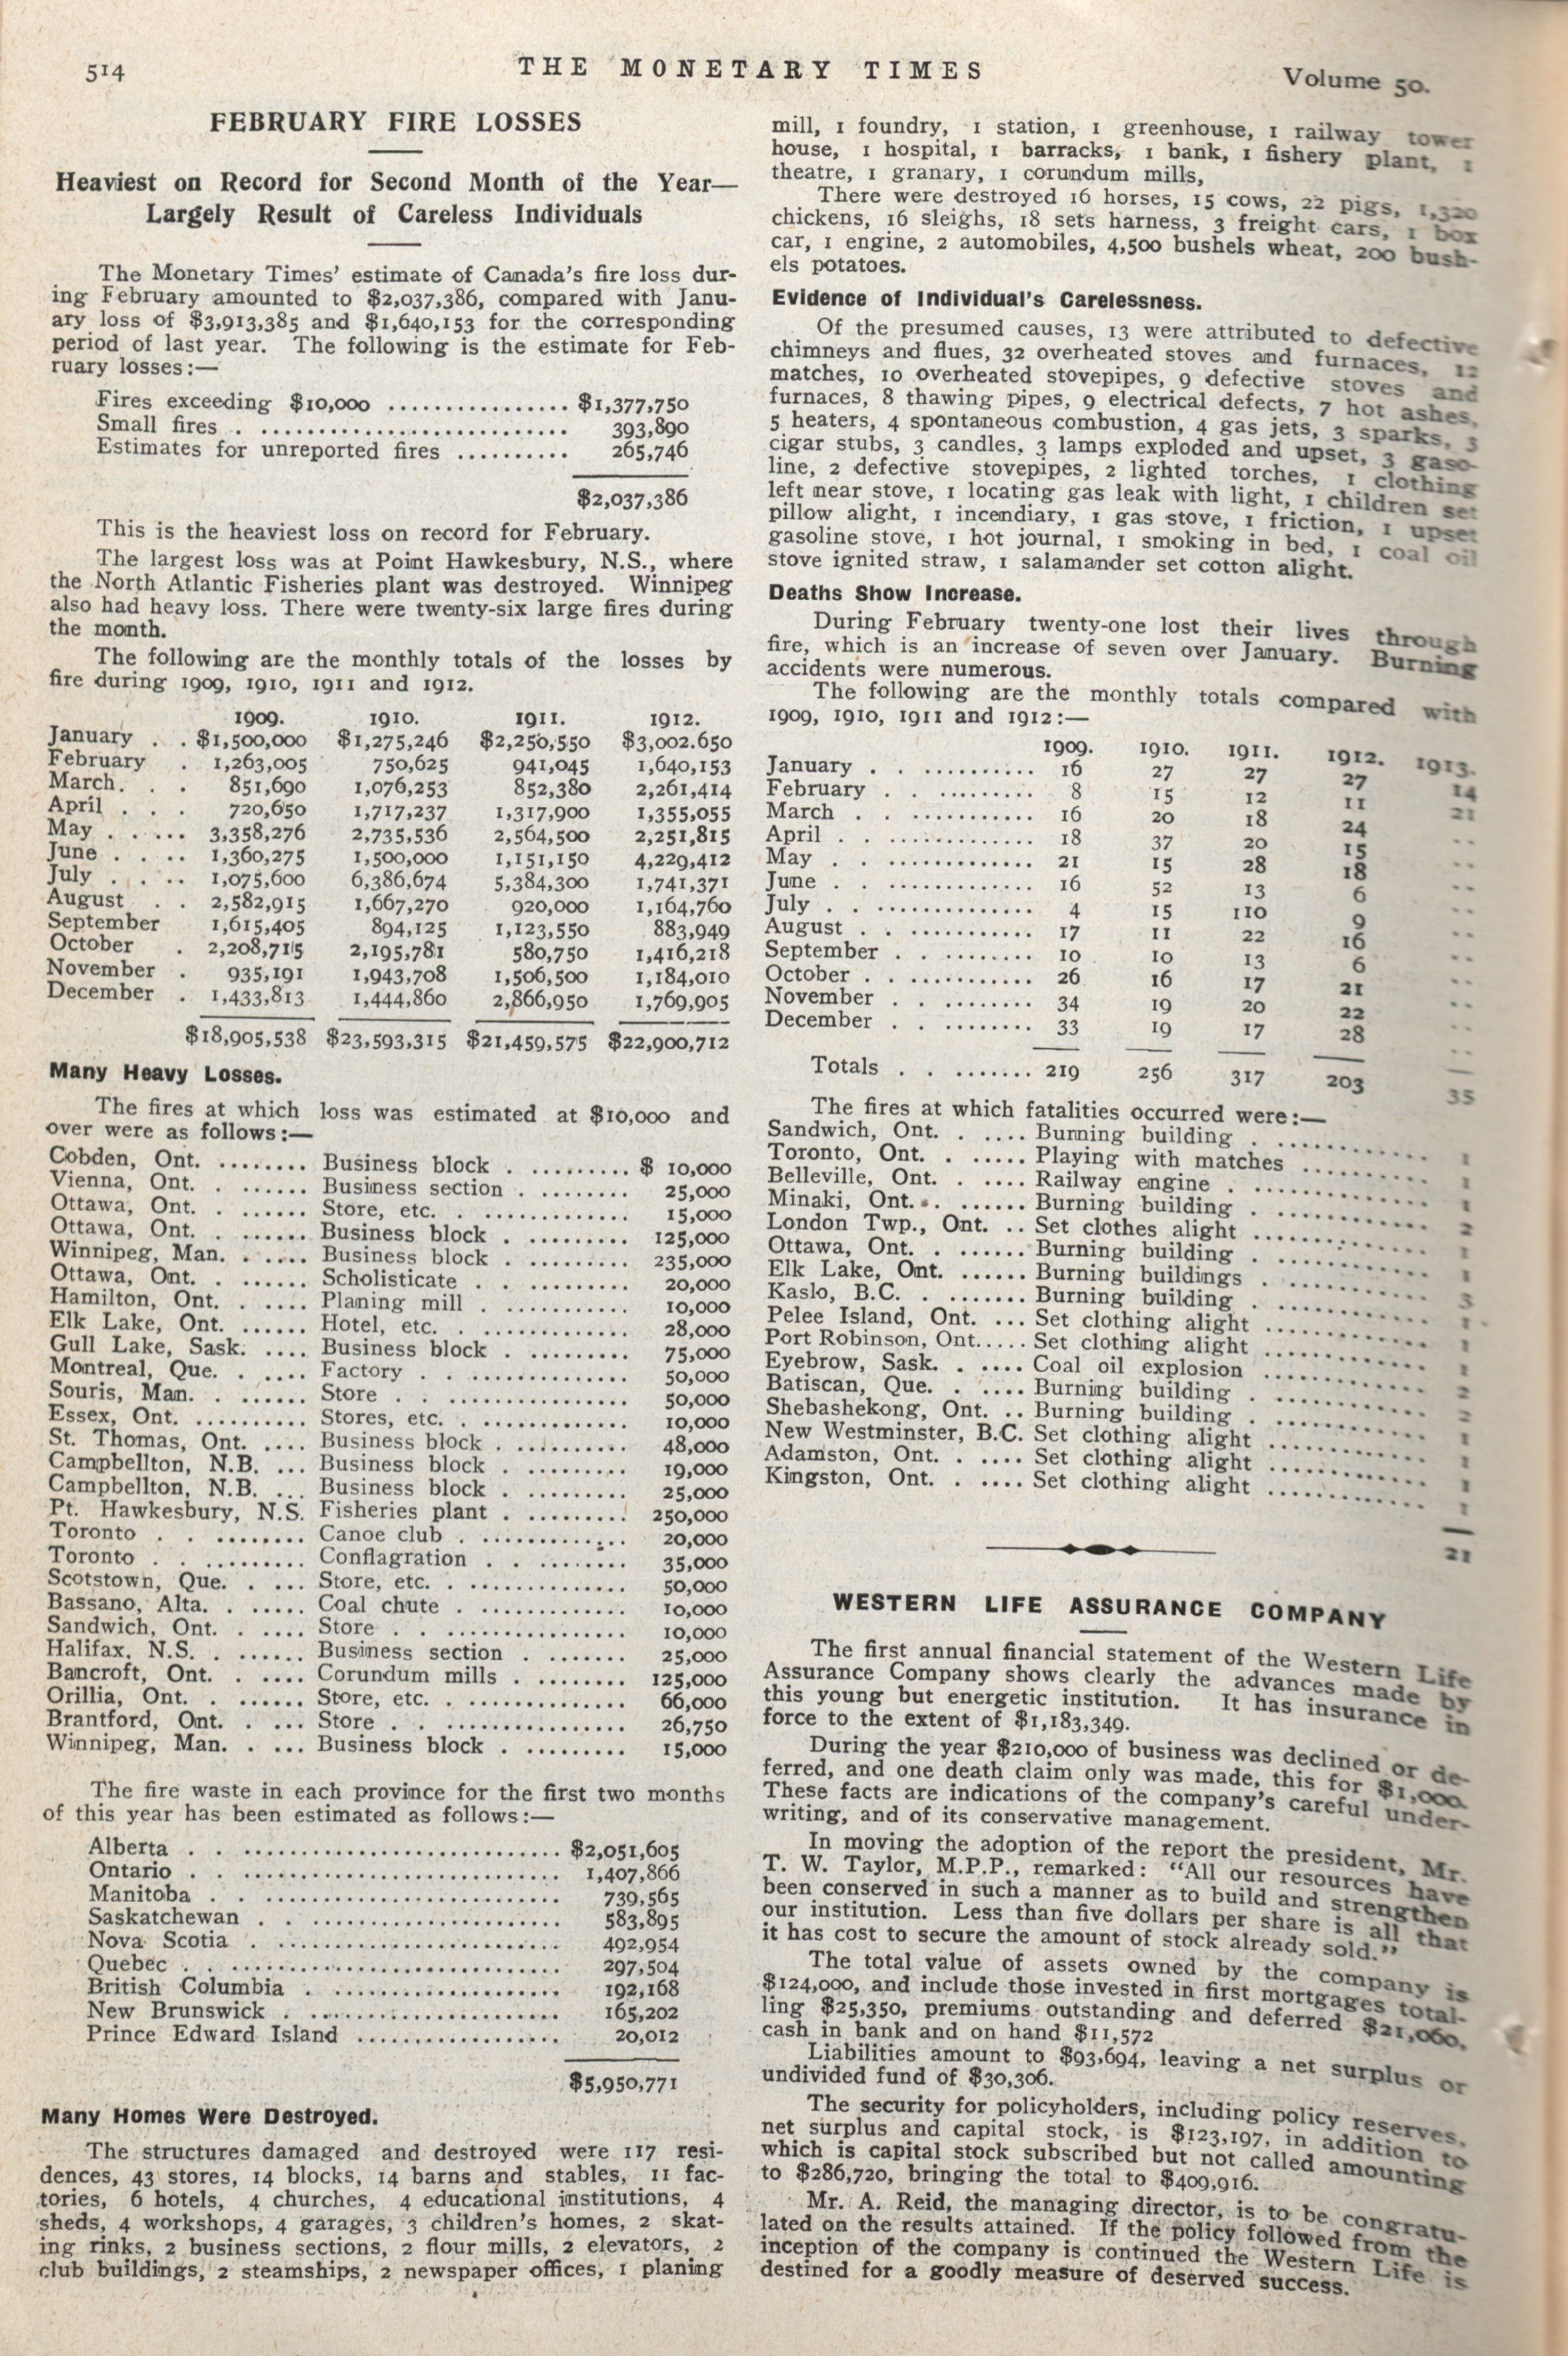 514
THE MONETARY TIMES
Volume 50.
FEBRUARY FIRE LOSSES
Heaviest on Record for Second Month of the Year—
Largely Result of Careless Individuals
The Monetary Times' estimate of Canada's fire loss dur-
ing February amounted to $2,037,386, compared with Janu-
ary loss of $3,913,385 and $1,640,153 for the corresponding
period of last year. The following is the estimate for Feb-
ruary losses:—
Fires exceeding $10,000 ................ $1,377,750
Small fires . ........................... 393,890
Estimates for unreported fires .......... 265,746
$2,037,386
This is the heaviest loss on record for February.
The largest loss was at Point Hawkesbury, N.S., where
the North Atlantic Fisheries plant was destroyed. Winnipeg
also had heavy loss. There were twenty-six large fires during
the month.
The following are the monthly totals of the losses by
fire during 1909, 1910, 1911 and 1912.
1909. 1910. 1911. 1912.
January . . $1,500,000 $1,275,246 $2,250,550 $3,002.650
February . 1,263,005 750,625 941,045 1,640,153
March. . . 851,690 1,076,253 852,380 2,261,414
April . . . 720,650 1,717,237 1,317,900 1,355,055
May . . ... 3,358,276 2,735,536 2,564,500 2,251,815
June . . .. 1,360,275 1,500,000 1,151,150 4,229,412
July . . .. 1,075,600 6,386,674 5,384,300 1,741,371
August . . 2,582,915 1,667,270 920,000 1,164,760
September 1,615,405 894,125 1,123,550 883,949
October . 2,208,715 2,195,781 580,750 1,416,218
November . 935,191 1,943,708 1,506,500 1,184,010
December . 1,433,813 1,444,860 2,866,950 1,769,905
$18,905,538 $23,593,315 $21,459,575 $22,900,712
Many Heavy Losses.
The fires at which loss was estimated at $10,000 and
over were as follows:—
Cobden, Ont. ........ Business block . ......... $ 10,000
Vienna, Ont. . ...... Business section . ........ 25,000
Ottawa, Ont. . ...... Store, etc. . ............. 15,000
Ottawa, Ont. . ...... Business block . ......... 125,000
Winnipeg, Man. . .... Business block . ......... 235,000
Ottawa, Ont. . ...... Scholisticate . . .......... 20,000
Hamilton, Ont. . .... Planing mill . ............ 10,000
Elk Lake, Ont. ...... Hotel, etc. . ............. 28,000
Gull Lake, Sask. .... Business block . ......... 75,000
Montreal, Que. . .... Factory . . .............. 50,000
Souris, Man. . ...... Store . . ................ 50,000
Essex, Ont. .......... Stores, etc. . ............ 10,000
St. Thomas, Ont. .... Business block . ......... 48,000
Campbellton, N.B. ... Business block . ......... 19,000
Campbellton, N.B. ... Business block . ......... 25,000
Pt. Hawkesbury, N.S. Fisheries plant . ......... 250,000
Toronto . . ........ Canoe club . ............. 20,000
Toronto . . ......... Conflagration . . ........ 35,000
Scotstown, Que. . ... Store, etc. . ............. 50,000
Bassano, Alta. . ..... Coal chute . ............. 10,000
Sandwich, Ont. . .... Store . . ................ 10,000
Halifax, N.S. . ...... Business section . ....... 25,000
Bancroft, Ont. . .... Corundum mills . ........ 125,000
Orillia, Ont. . ...... Store, etc. . ............. 66,000
Brantford, Ont. . ... Store . . ................ 26,750
Winnipeg, Man. . ... Business block . ......... 15,000
The fire waste in each province for the first two months
of this year has been estimated as follows:—
Alberta . . ............................ $2,051,605
Ontario . . ............................ 1,407,866
Manitoba . . .......................... 739,565
Saskatchewan . . ...................... 583,895
Nova Scotia . .......................... 492,954
Quebec . . ............................ 297,504
British Columbia . ..................... 192,168
New Brunswick . ....................... 165,202
Prince Edward Island .................. 20,012
$5,950,771
Many Homes Were Destroyed.
The structures damaged and destroyed were 117 resi-
dences, 43 stores, 14 blocks, 14 barns and stables, 11 fac-
tories, 6 hotels, 4 churches, 4 educational institutions, 4
sheds, 4 workshops, 4 garages, 3 children's homes, 2 skat-
ing rinks, 2 business sections, 2 flour mills, 2 elevators, 2
club buildings, 2 steamships, 2 newspaper offices, 1 planing
mill, 1 foundry, 1 station, 1 greenhouse, 1 railway tower
house, 1 hospital, 1 barracks, 1 bank, 1 fishery plant, 1
theatre, 1 granary, 1 corundum mills,
There were destroyed 16 horses, 15 cows, 22 pigs, 1,320
chickens, 16 sleighs, 18 sets harness, 3 freight cars, 1 box
car, 1 engine, 2 automobiles, 4,500 bushels wheat, 200 bush-
els potatoes.
Evidence of Individual's Carelessness.
Of the presumed causes, 13 were attributed to defective
chimneys and flues, 32 overheated stoves and furnaces, 12
matches, 10 overheated stovepipes, 9 defective stoves and
furnaces, 8 thawing pipes, 9 electrical defects, 7 hot ashes,
5 heaters, 4 spontaneous combustion, 4 gas jets, 3 sparks, 3
cigar stubs, 3 candles, 3 lamps exploded and upset, 3 gaso-
line, 2 defective stovepipes, 2 lighted torches, 1 clothing
left near stove, 1 locating gas leak with light, 1 children set
pillow alight, 1 incendiary, 1 gas stove, 1 friction, 1 upset
gasoline stove, 1 hot journal, 1 smoking in bed, 1 coal oil
stove ignited straw, 1 salamander set cotton alight.
Deaths Show Increase.
During February twenty-one lost their lives through
fire, which is an increase of seven over January. Burning
accidents were numerous.
The following are the monthly totals compared with
1909, 1910, 1911 and 1912:—
1909. 1910. 1911. 1912. 1913.
January . . .......... 16 27 27 27 14
February . . ......... 8 15 12 11 21
March . . ........... 16 20 18 24 ..
April . . ............. 18 37 20 15 ..
May . . ............. 21 15 28 18 ..
June . . ............. 16 52 13 6 ..
July . . .............. 4 15 110 9 ..
August . . ........... 17 11 22 16 ..
September . . ........ 10 10 13 6 ..
October . . ........... 26 16 17 21 ..
November . . ........ 34 19 20 22 ..
December . . ........ 33 19 17 28 ..
Totals . . ....... 219 256 317 203 35
The fires at which fatalities occurred were:—
Sandwich, Ont. . .... Burning building . ............ 1
Toronto, Ont. . ..... Playing with matches ........... 1
Belleville, Ont. . .... Railway engine . .............. 1
Minaki, Ont. . ...... Burning building . ............ 2
London Twp., Ont. .. Set clothes alight .............. 1
Ottawa, Ont. . ...... Burning building . ............ 1
Elk Lake, Ont. ...... Burning buildings . ........... 3
Kaslo, B.C. . ....... Burning building . ............ 1
Pelee Island, Ont. ... Set clothing alight ............. 1
Port Robinson, Ont..... Set clothing alight ............. 1
Eyebrow, Sask. . .... Coal oil explosion ............. 2
Batiscan, Que. . .... Burning building . ............ 2
Shebashekong, Ont. .. Burning building . ............ 1
New Westminster, B.C. Set clothing alight ............. 1
Adamston, Ont. . .... Set clothing alight ............. 1
Kingston, Ont. . .... Set clothing alight ............. 1
21
WESTERN LIFE ASSURANCE COMPANY
The first annual financial statement of the Western Life
Assurance Company shows clearly the advances made by
this young but energetic institution. It has insurance in
force to the extent of $1,183,349.
During the year $210,000 of business was declined or de-
ferred, and one death claim only was made, this for $1,000.
These facts are indications of the company's careful under-
writing, and of its conservative management.
In moving the adoption of the report the president, Mr.
T. W. Taylor, M.P.P., remarked: "All our resources have
been conserved in such a manner as to build and strengthen
our institution. Less than five dollars per share is all that
it has cost to secure the amount of stock already sold."
The total value of assets owned by the company is
$124,000, and include those invested in first mortgages total-
ling $25,350, premiums outstanding and deferred $21,060,
cash in bank and on hand $11,572
Liabilities amount to $93,694, leaving a net surplus or
undivided fund of $30,306.
The security for policyholders, including policy reserves,
net surplus and capital stock, is $123,197, in addition to
which is capital stock subscribed but not called amounting
to $286,720, bringing the total to $409,916.
Mr. A. Reid, the managing director, is to be congratu-
lated on the results attained. If the policy followed from the
inception of the company is continued the Western Life is
destined for a goodly measure of deserved success.